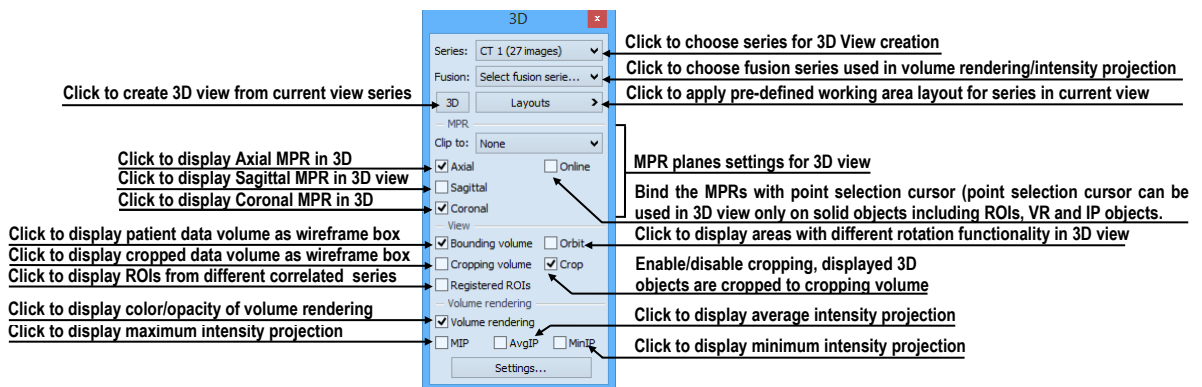 3D
x
Series: CT 1 (27 images)
Click to choose series for 3D View creation
Fusion: Select fusion serie...
Click to choose fusion series used in volume rendering/intensity projection
Click to create 3D view from current view series
3D
Layouts >
Click to apply pre-defined working area layout for series in current view
MPR
Clip to: None
Click to display Axial MPR in 3D
Axial
Online
MPR planes settings for 3D view
Click to display Sagittal MPR in 3D view
Sagittal
Click to display Coronal MPR in 3D
Coronal
Bind the MPRs with point selection cursor (point selection cursor can be
used in 3D view only on solid objects including ROIs, VR and IP objects.
View
Click to display patient data volume as wireframe box
Bounding volume
Orbit
Click to display areas with different rotation functionality in 3D view
Click to display cropped data volume as wireframe box
Cropping volume
Crop
Enable/disable cropping, displayed 3D
objects are cropped to cropping volume
Click to display ROIs from different correlated series
Registered ROIs
Volume rendering
Click to display color/opacity of volume rendering
Volume rendering
Click to display average intensity projection
Click to display maximum intensity projection
MIP
AvgIP
MinIP
Click to display minimum intensity projection
Settings...